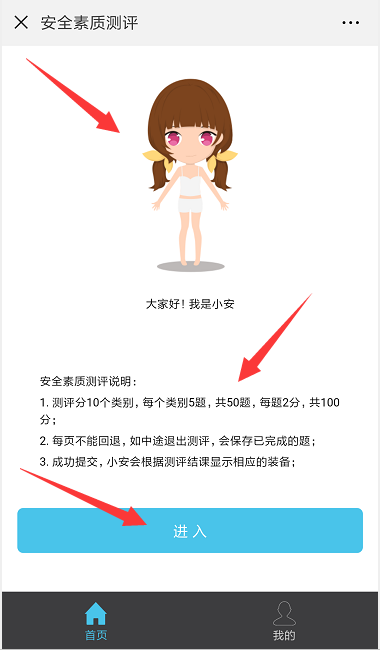 安全素质测评
大家好！我是小安
安全素质测评说明：
1. 测评分10个类别，每个类别5题，共50题，每题2分，共100
分；
2. 每页不能回退，如中途退出测评，会保存已完成的题；
3. 成功提交，小安会根据测评结课显示相应的装备；
进 入
首页
我的